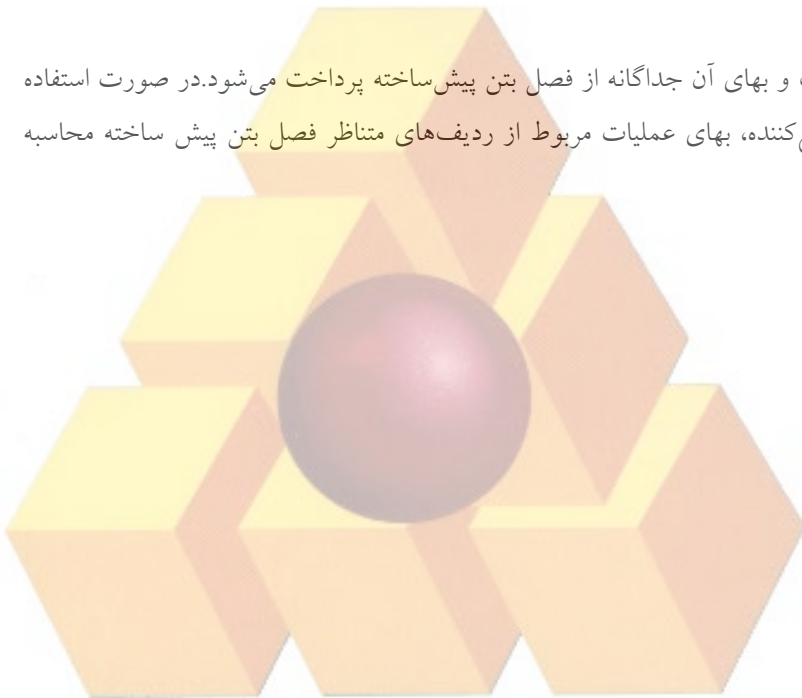 و بهای آن جداگانه از فصل بتن پیش‌ساخته پرداخت می‌شود.در صورت استفاده
کننده، بهای عملیات مربوط از ردیف‌های متناظر فصل بتن پیش ساخته محاسبه